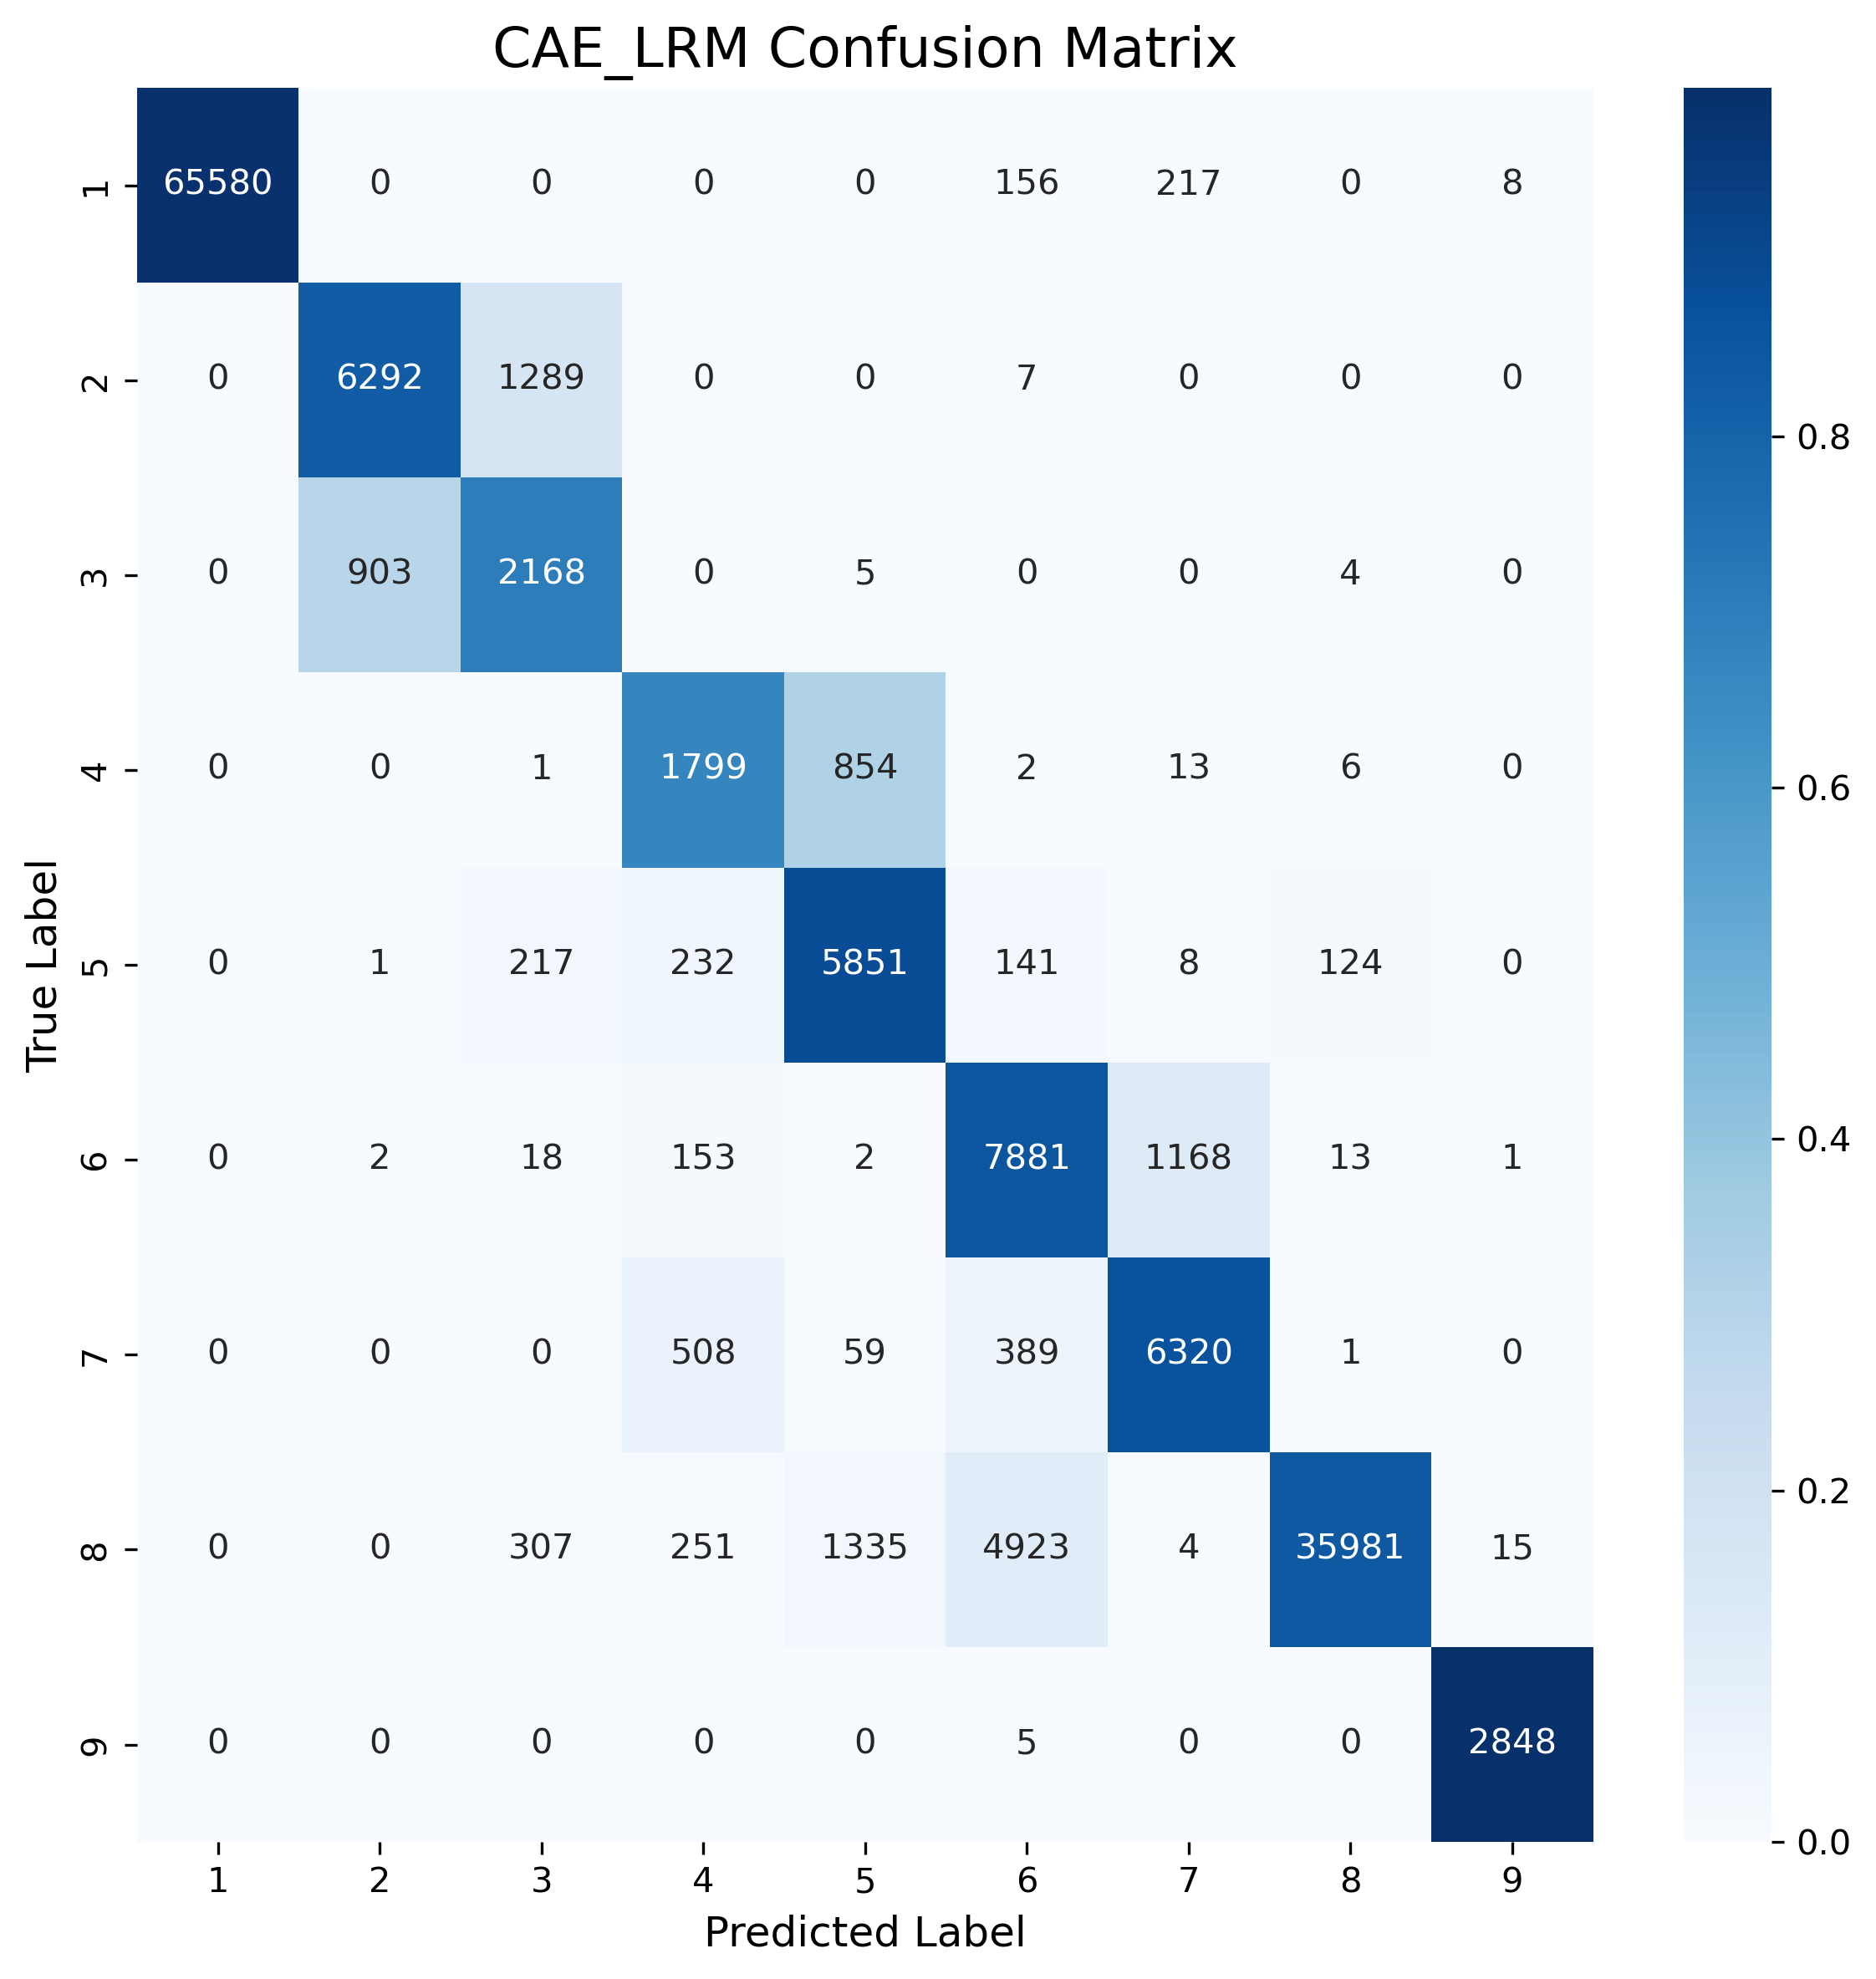 CAE_LRM Confusion Matrix
1 65580 0 0 0 0 156 217 0 8
2 0 6292 1289 0 0 7 0 0 0
3 0 903 2168 0 5 0 0 4 0
4 0 0 1 1799 854 2 13 6 0
5 0 1 217 232 5851 141 8 124 0
6 0 2 18 153 2 7881 1168 13 1
7 0 0 0 508 59 389 6320 1 0
8 0 0 307 251 1335 4923 4 35981 15
9 0 0 0 0 0 5 0 0 2848
1 2 3 4 5 6 7 8 9
Predicted Label
True Label
0.8
0.6
0.4
0.2
0.0